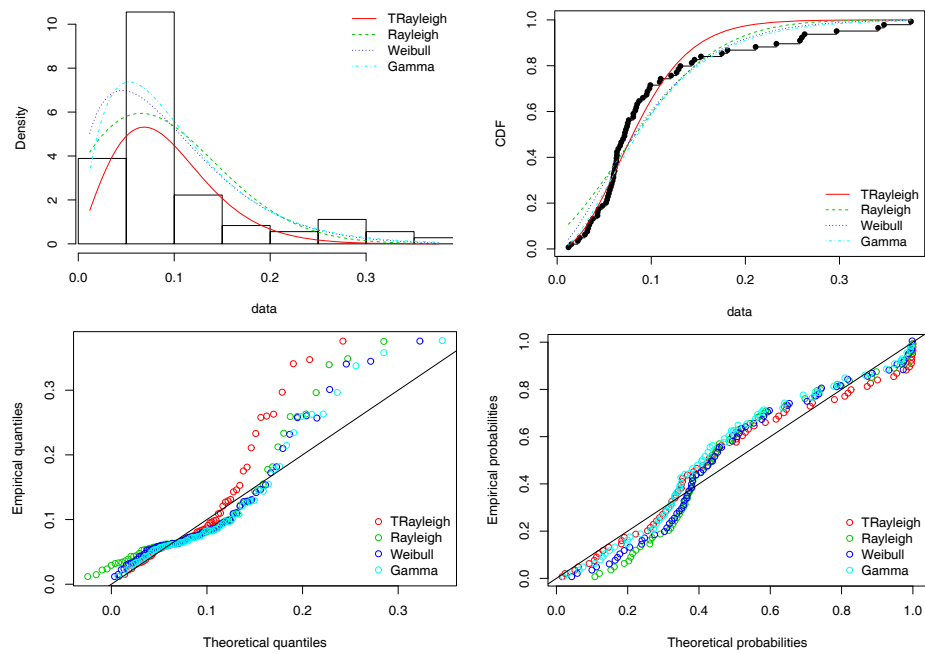 10
8
6
4
2
0
Density
0.0
0.1
0.2
0.3
data
TRayleigh
Rayleigh
Weibull
Gamma
1.0
0.8
0.6
0.4
0.2
0.0
CDF
0.0
0.1
0.2
0.3
data
TRayleigh
Rayleigh
Weibull
Gamma
0.3
0.2
0.1
0.0
Empirical quantiles
0.0
0.1
0.2
0.3
Theoretical quantiles
TRayleigh
Rayleigh
Weibull
Gamma
1.0
0.8
0.6
0.4
0.2
0.0
Empirical probabilities
0.0
0.2
0.4
0.6
0.8
1.0
Theoretical probabilities
TRayleigh
Rayleigh
Weibull
Gamma